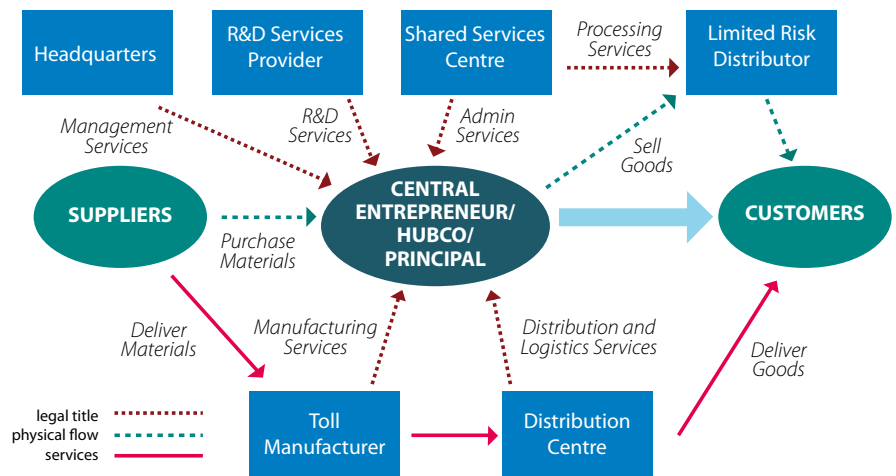 Headquarters
R&D Services
Provider
Shared Services
Centre
Processing
Services
Limited Risk
Distributor
Management
Services
R&D
Services
Admin
Services
Sell
Goods
SUPPLIERS
CENTRAL
ENTREPRENEUR/
HUBCO/
PRINCIPAL
CUSTOMERS
Purchase
Materials
Deliver
Materials
Manufacturing
Services
Distribution and
Logistics Services
Deliver
Goods
Toll
Manufacturer
Distribution
Centre
legal title
physical flow
services